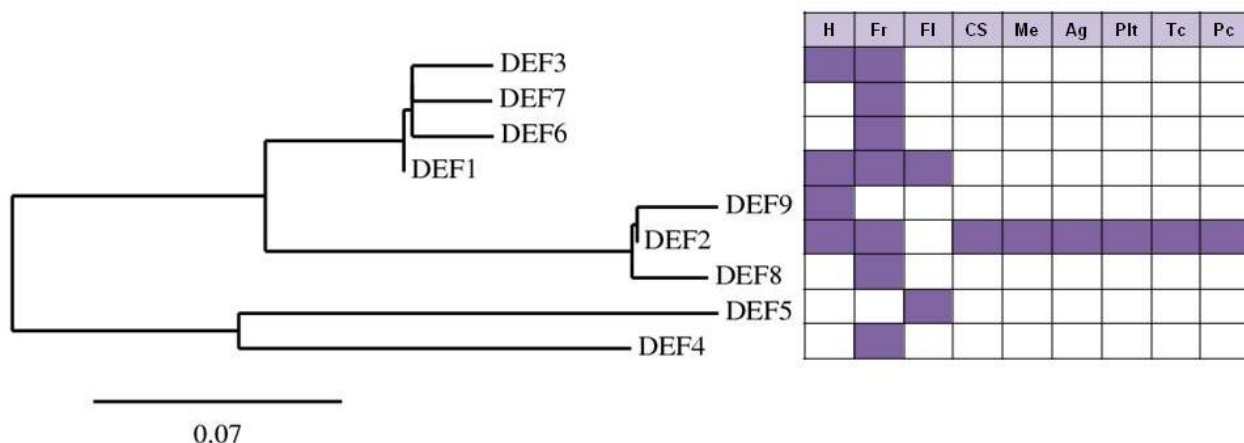 H Fr Fl CS Me Ag Plt Tc Pc
DEF3
DEF7
DEF6
DEF1
DEF9
DEF2
DEF8
DEF5
DEF4
0.07